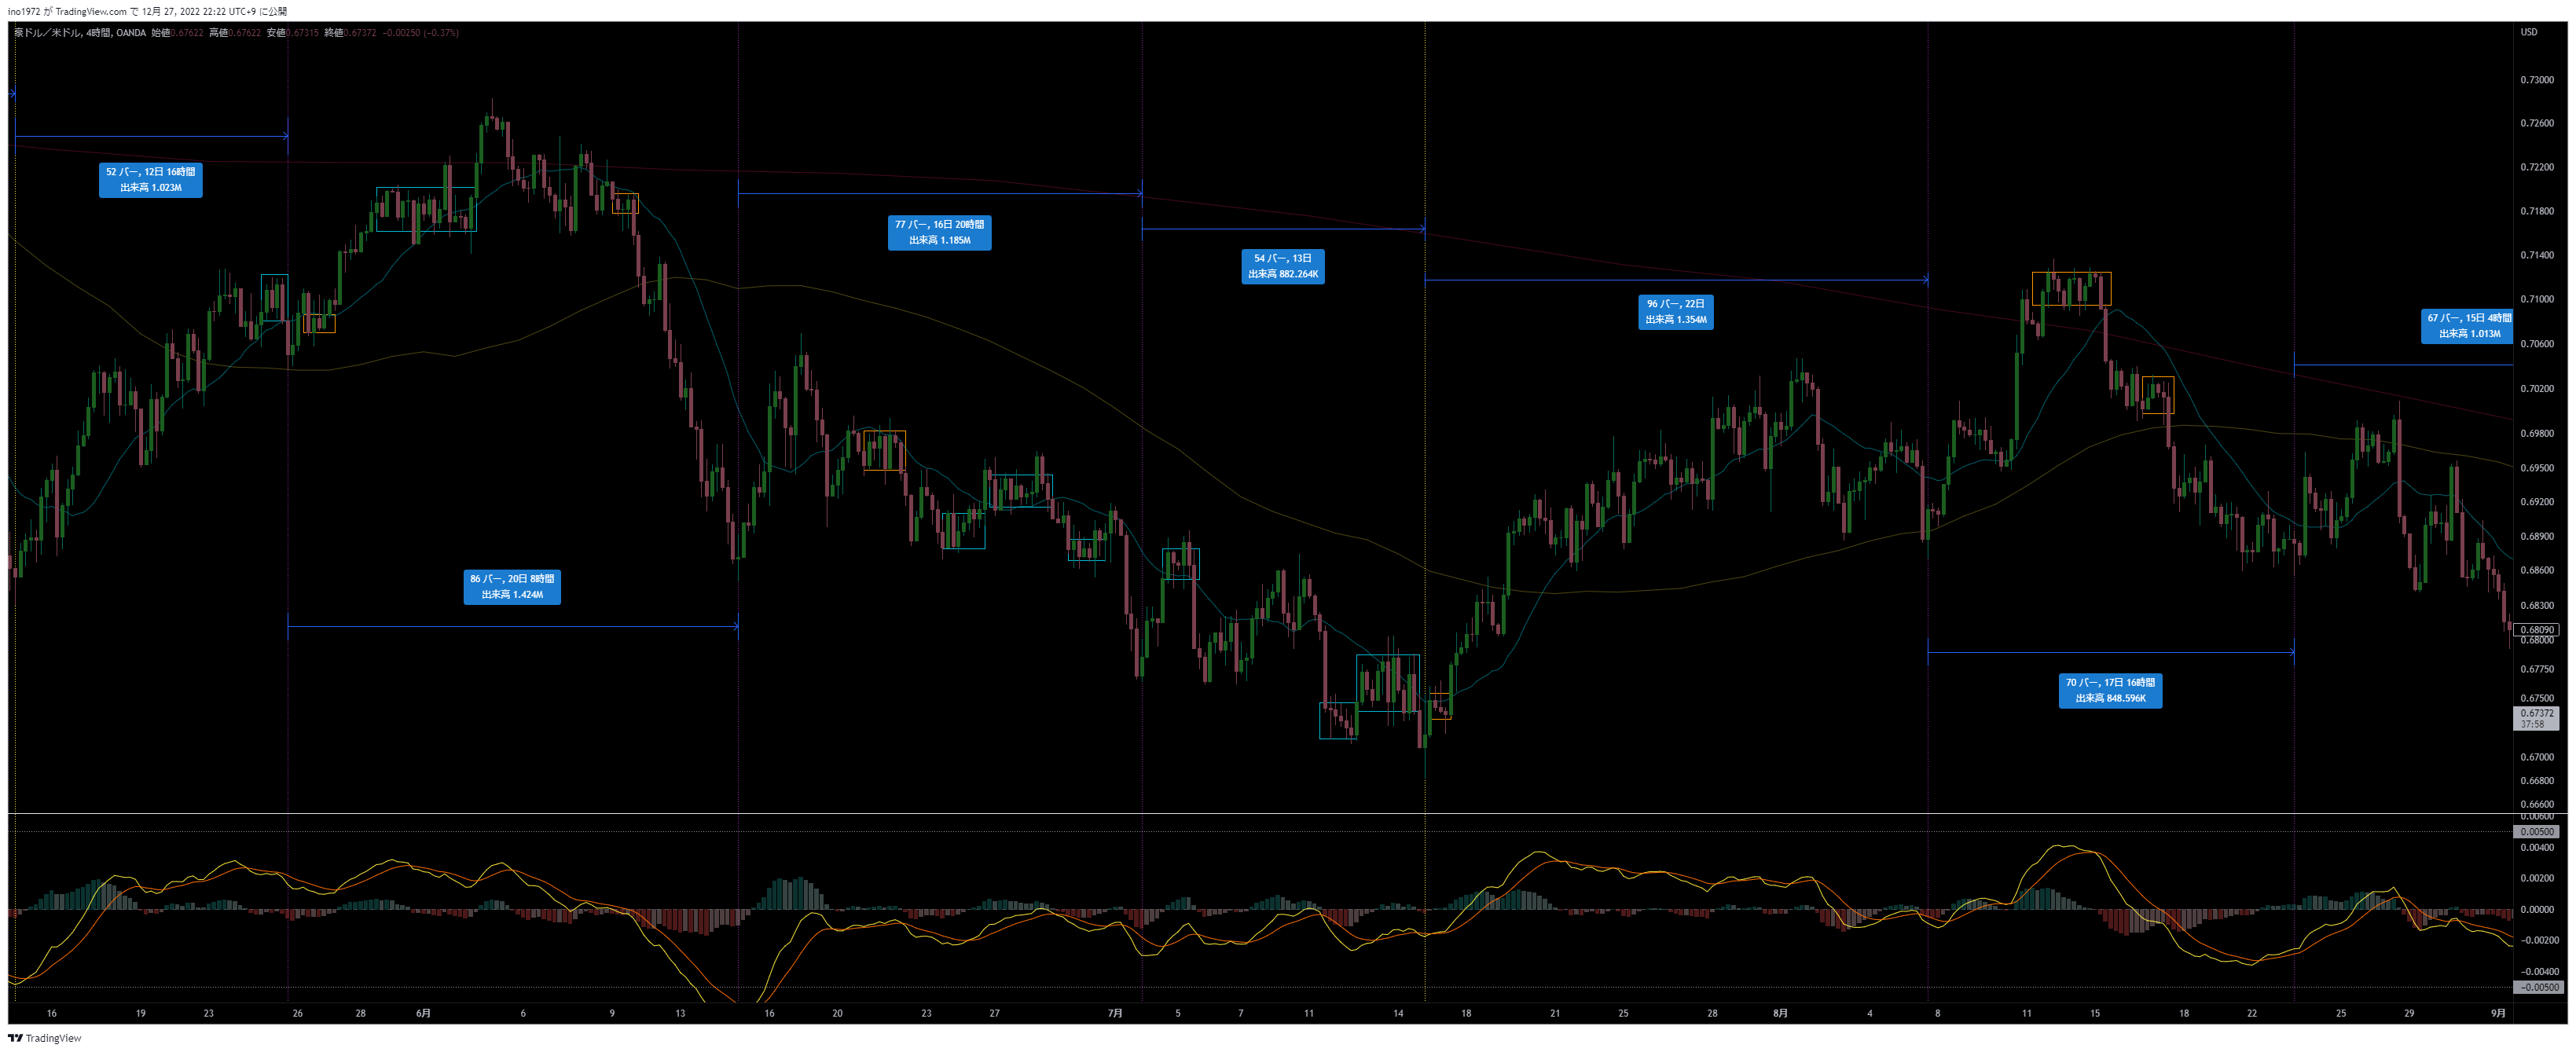 ino1972 が TradingView.com で 12月 27, 2022 22:22 UTC+9 に公開
豪ドル／米ドル, 4時間, OANDA 始値0.67622 高値0.67622 安値0.67315 終値0.67372 −0.00250 (−0.37%)
USD
0.73000
0.72600
52 バー, 12日 16時間
出来高 1.023M
0.72200
77 バー, 16日 20時間
出来高 1.185M
0.71800
54 バー, 13日
出来高 882.264K
0.71400
96 バー, 22日
出来高 1.354M
0.71000
67 バー, 15日 4時間
出来高 1.013M
0.70600
0.70200
0.69800
0.69500
0.69200
0.68900
86 バー, 20日 8時間
出来高 1.424M
0.68600
0.68300
0.68090
0.68000
0.67750
70 バー, 17日 16時間
出来高 848.596K
0.67500
0.67372
37:58
0.67000
0.66800
0.66600
0.00600
0.00500
0.00400
0.00200
0.00000
−0.00200
−0.00400
−0.00500
16 19 23 26 28 6月 6 9 13 16 20 23 27 7月 5 7 11 14 18 21 25 28 8月 4 8 11 15 18 22 25 29 9月
TradingView